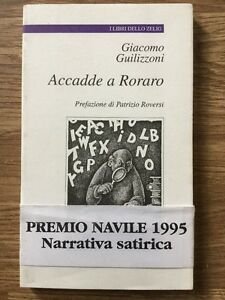 I LIBRI DELLO ZELIG
Giacomo
Guilizzoni
Accadde a Roraro
Prefazione di Patrizio Roversi
PREMIO NAVILE 1995
Narrativa satirica